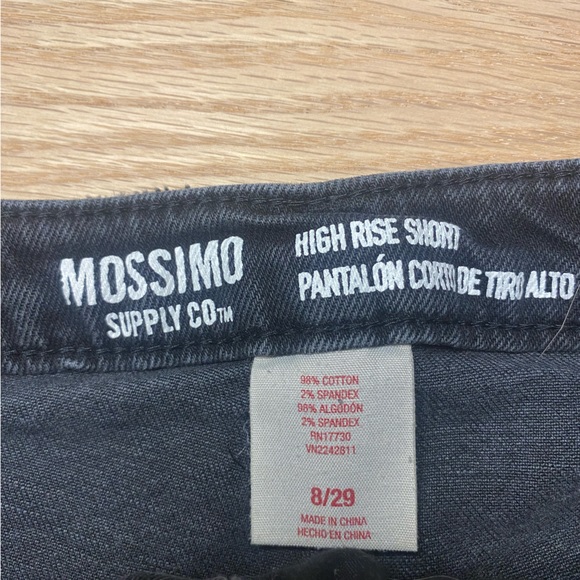 MOSSIMO
SUPPLY CO™
HIGH RISE SHORT
PANTALÓN CORTO DE TIRO ALTO
98% COTTON
2% SPANDEX
98% ALGODÓN
2% SPANDEX
RN17730
VN2242811
8/29
MADE IN CHINA
HECHO EN CHINA